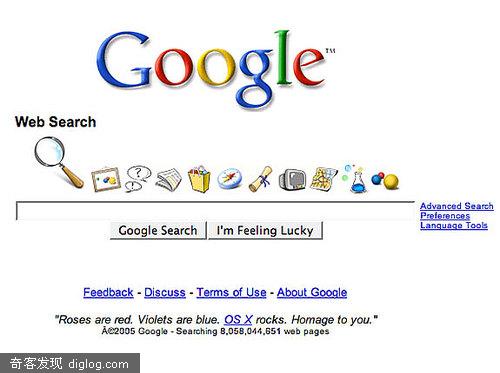 Google™
Web Search
Advanced Search
Preferences
Language Tools
Google Search I'm Feeling Lucky
Feedback - Discuss - Terms of Use - About Google
"Roses are red. Violets are blue. OS X rocks. Homage to you."
Â©2005 Google - Searching 8,058,044,651 web pages
奇客发现 diglog.com